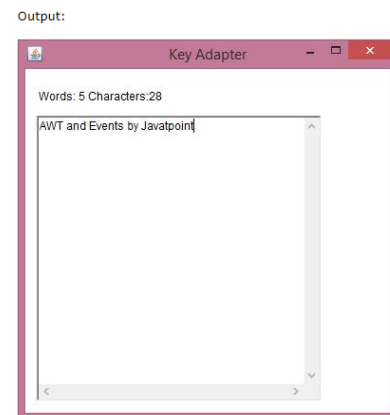 Output:
Key Adapter
Words: 5 Characters:28
AWT and Events by Javatpoint